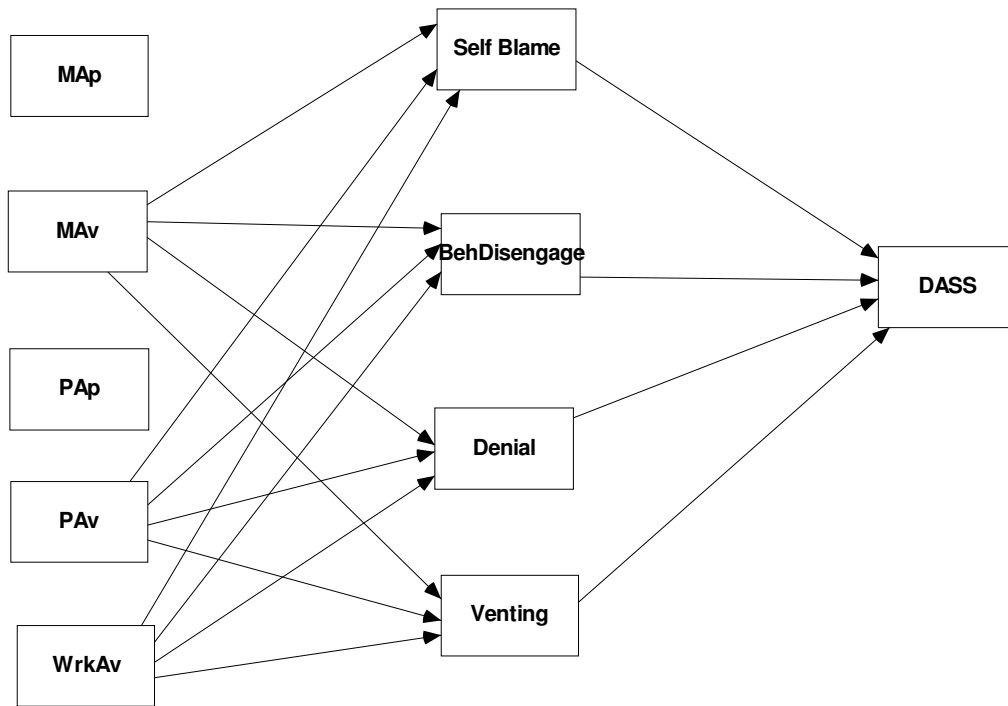 MAp
MAv
PAp
PAv
WrkAv
Self Blame
BehDisengage
Denial
Venting
DASS